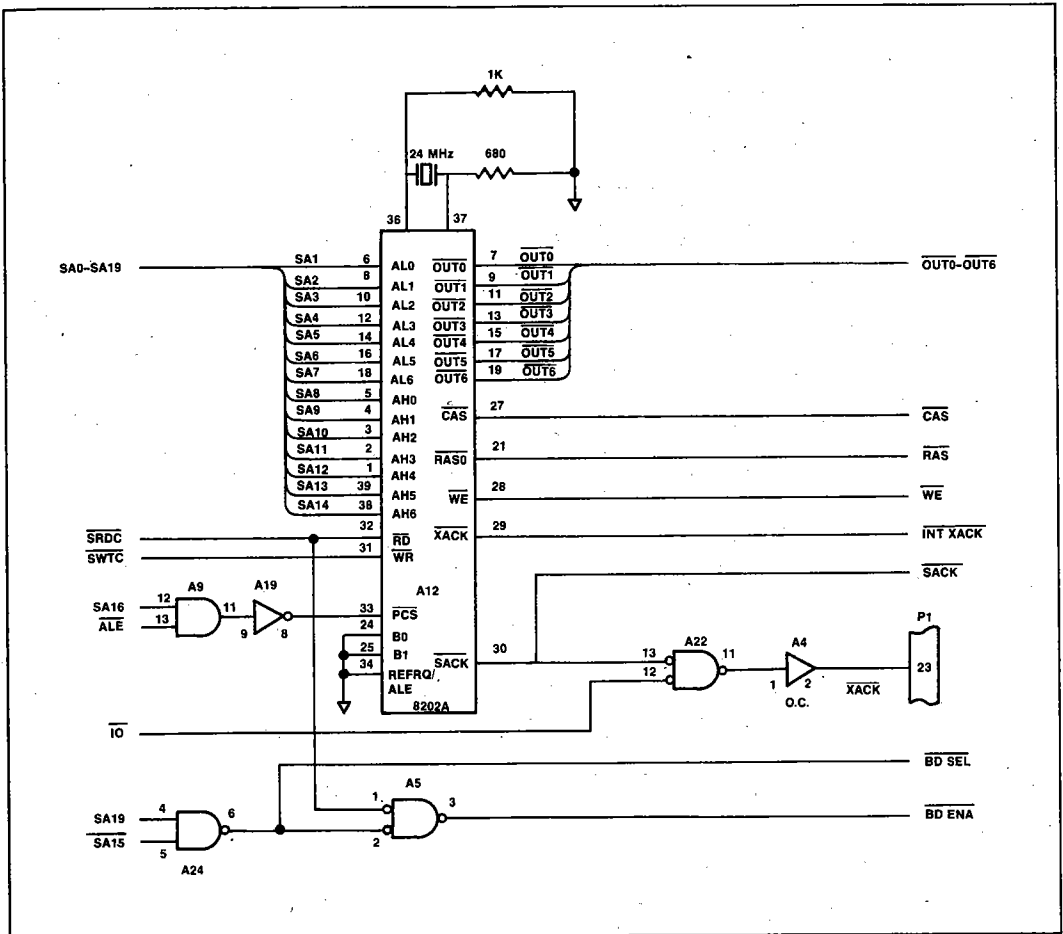 1K
24 MHz
680
36
37
SA0–SA19
SA1 6 AL0 OUT0 7 OUT0
SA2 8 AL1 OUT1 9 OUT1
SA3 10 AL2 OUT2 11 OUT2
SA4 12 AL3 OUT3 13 OUT3
SA5 14 AL4 OUT4 15 OUT4
SA6 16 AL5 OUT5 17 OUT5
SA7 18 AL6 OUT6 19 OUT6
OUT0–OUT6
SA8 5 AH0
SA9 4 AH1
SA10 3 AH2
SA11 2 AH3
SA12 1 AH4
SA13 39 AH5
SA14 38 AH6
CAS 27 CAS
RAS0 21 RAS
WE 28 WE
XACK 29 INT XACK
SRDC 32 RD
SWTC 31 WR
SACK
A12
A9
A19
SA16 12
ALE 13
11
9
8
33 PCS
24 B0
25 B1
34 REFRQ/
ALE
8202A
SACK 30
A22
13
12
11
A4
1
2
O.C.
XACK
P1
23
IO
BD SEL
A5
1
2
3
BD ENA
SA19 4
SA15 5
6
A24